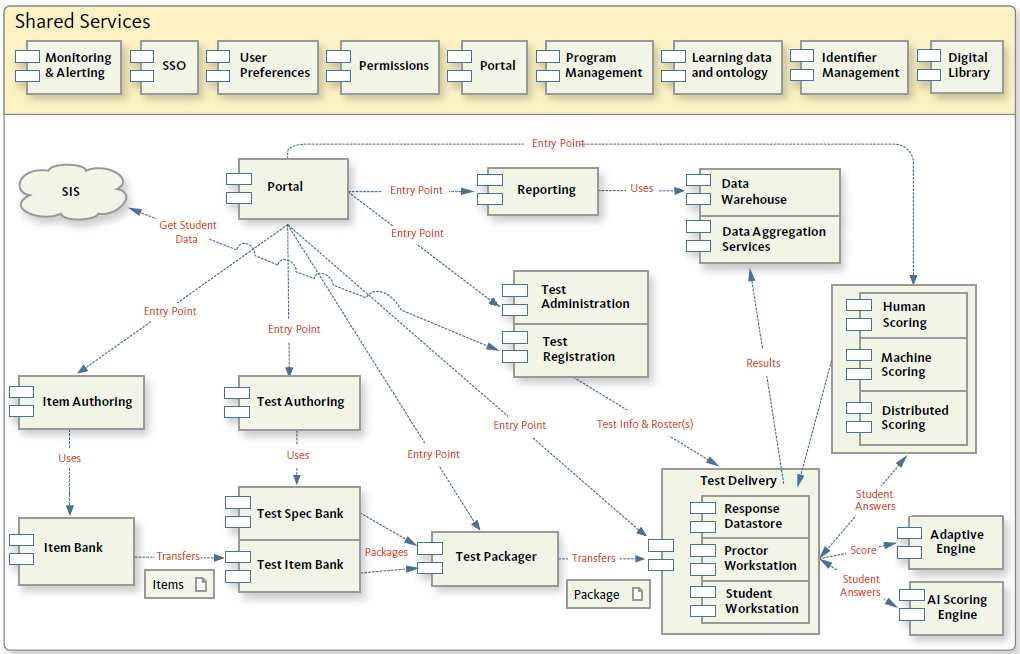 Shared Services
Monitoring
& Alerting
SSO
User
Preferences
Permissions
Portal
Program
Management
Learning data
and ontology
Identifier
Management
Digital
Library
Entry Point
SIS
Portal
Entry Point
Reporting
Uses
Data
Warehouse
Data Aggregation
Services
Get Student
Data
Entry Point
Test
Administration
Test
Registration
Human
Scoring
Machine
Scoring
Distributed
Scoring
Entry Point
Entry Point
Results
Item Authoring
Test Authoring
Entry Point
Test Info & Roster(s)
Uses
Uses
Entry Point
Test Delivery
Response
Datastore
Proctor
Workstation
Student
Workstation
Student
Answers
Item Bank
Transfers
Items
Test Spec Bank
Test Item Bank
Packages
Test Packager
Transfers
Package
Score
Adaptive
Engine
Student
Answers
AI Scoring
Engine